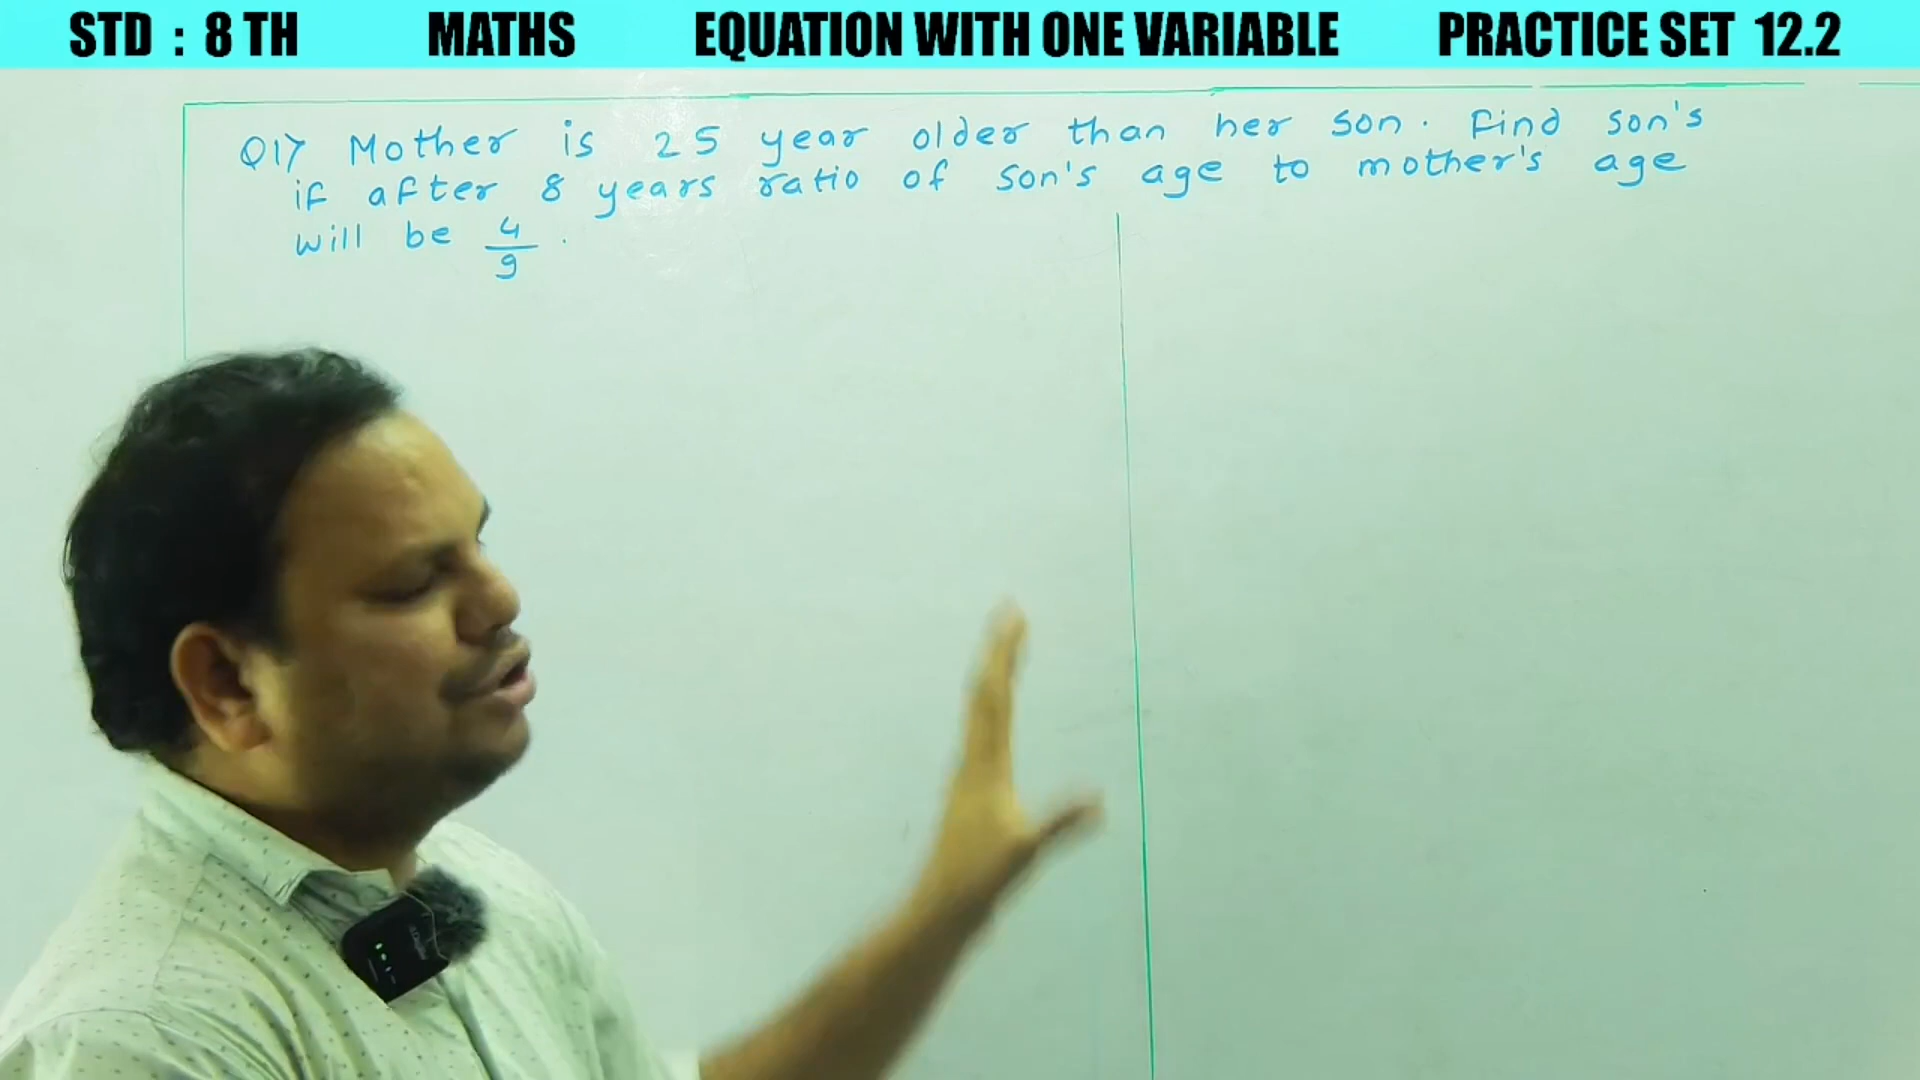 STD : 8 TH MATHS EQUATION WITH ONE VARIABLE PRACTICE SET 12.2
Q1> Mother is 25 year older than her son. Find son's
if after 8 years ratio of son's age to mother's age
will be 4/9.